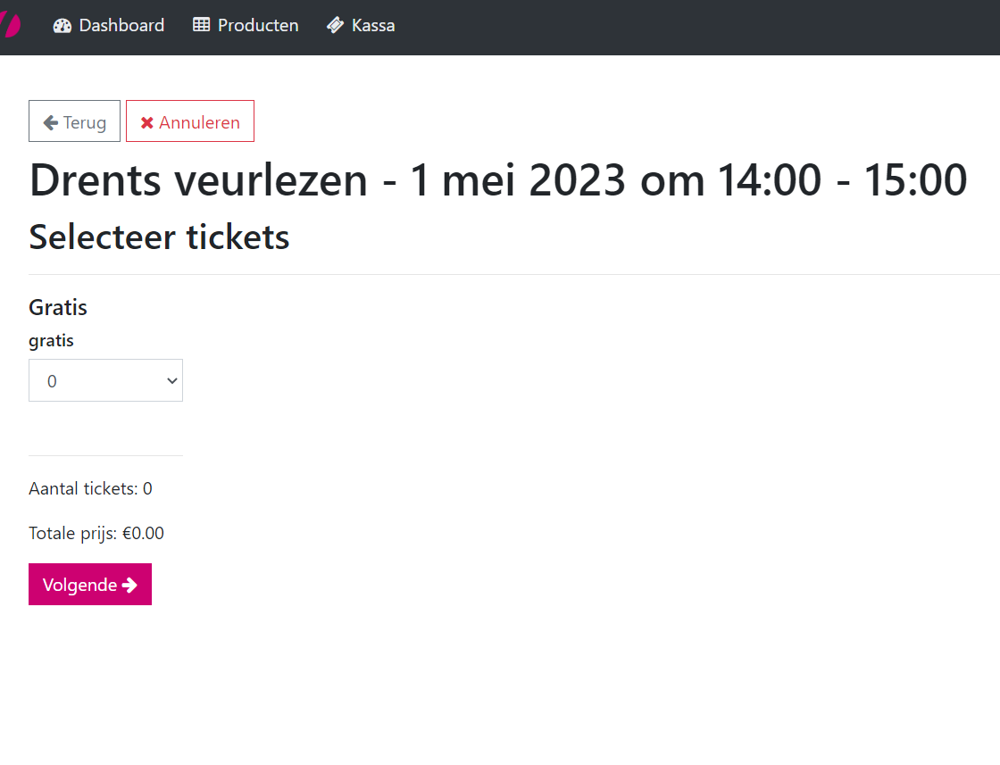 Dashboard Producten Kassa
Terug Annuleren
Drents veurlezen - 1 mei 2023 om 14:00 - 15:00
Selecteer tickets
Gratis
gratis
0
Aantal tickets: 0
Totale prijs: €0.00
Volgende